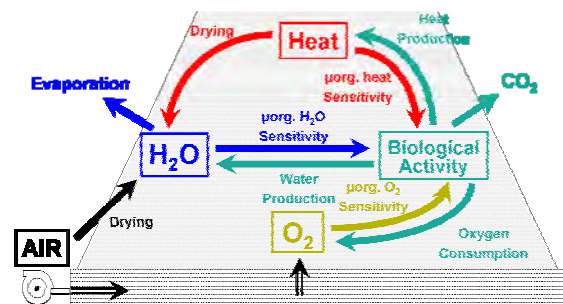 Drying
Heat
Heat
Production
Evaporation
µorg. heat
Sensitivity
CO₂
µorg. H₂O
Sensitivity
H₂O
Biological
Activity
Water
Production
µorg. O₂
Sensitivity
Drying
O₂
Oxygen
Consumption
AIR